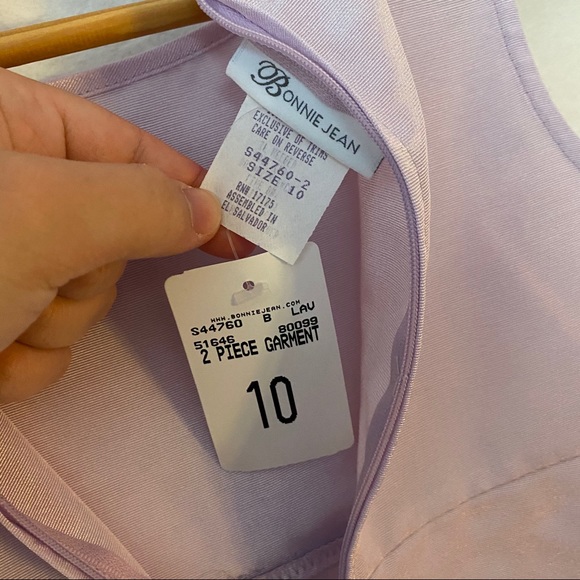 BONNIE JEAN
EXCLUSIVE OF TRIMS
CARE ON REVERSE
S44760-2
SIZE 10
RN# 17175
ASSEMBLED IN
EL SALVADOR
WWW.BONNIEJEAN.COM
S44760 B LAV
51646 80099
2 PIECE GARMENT
10